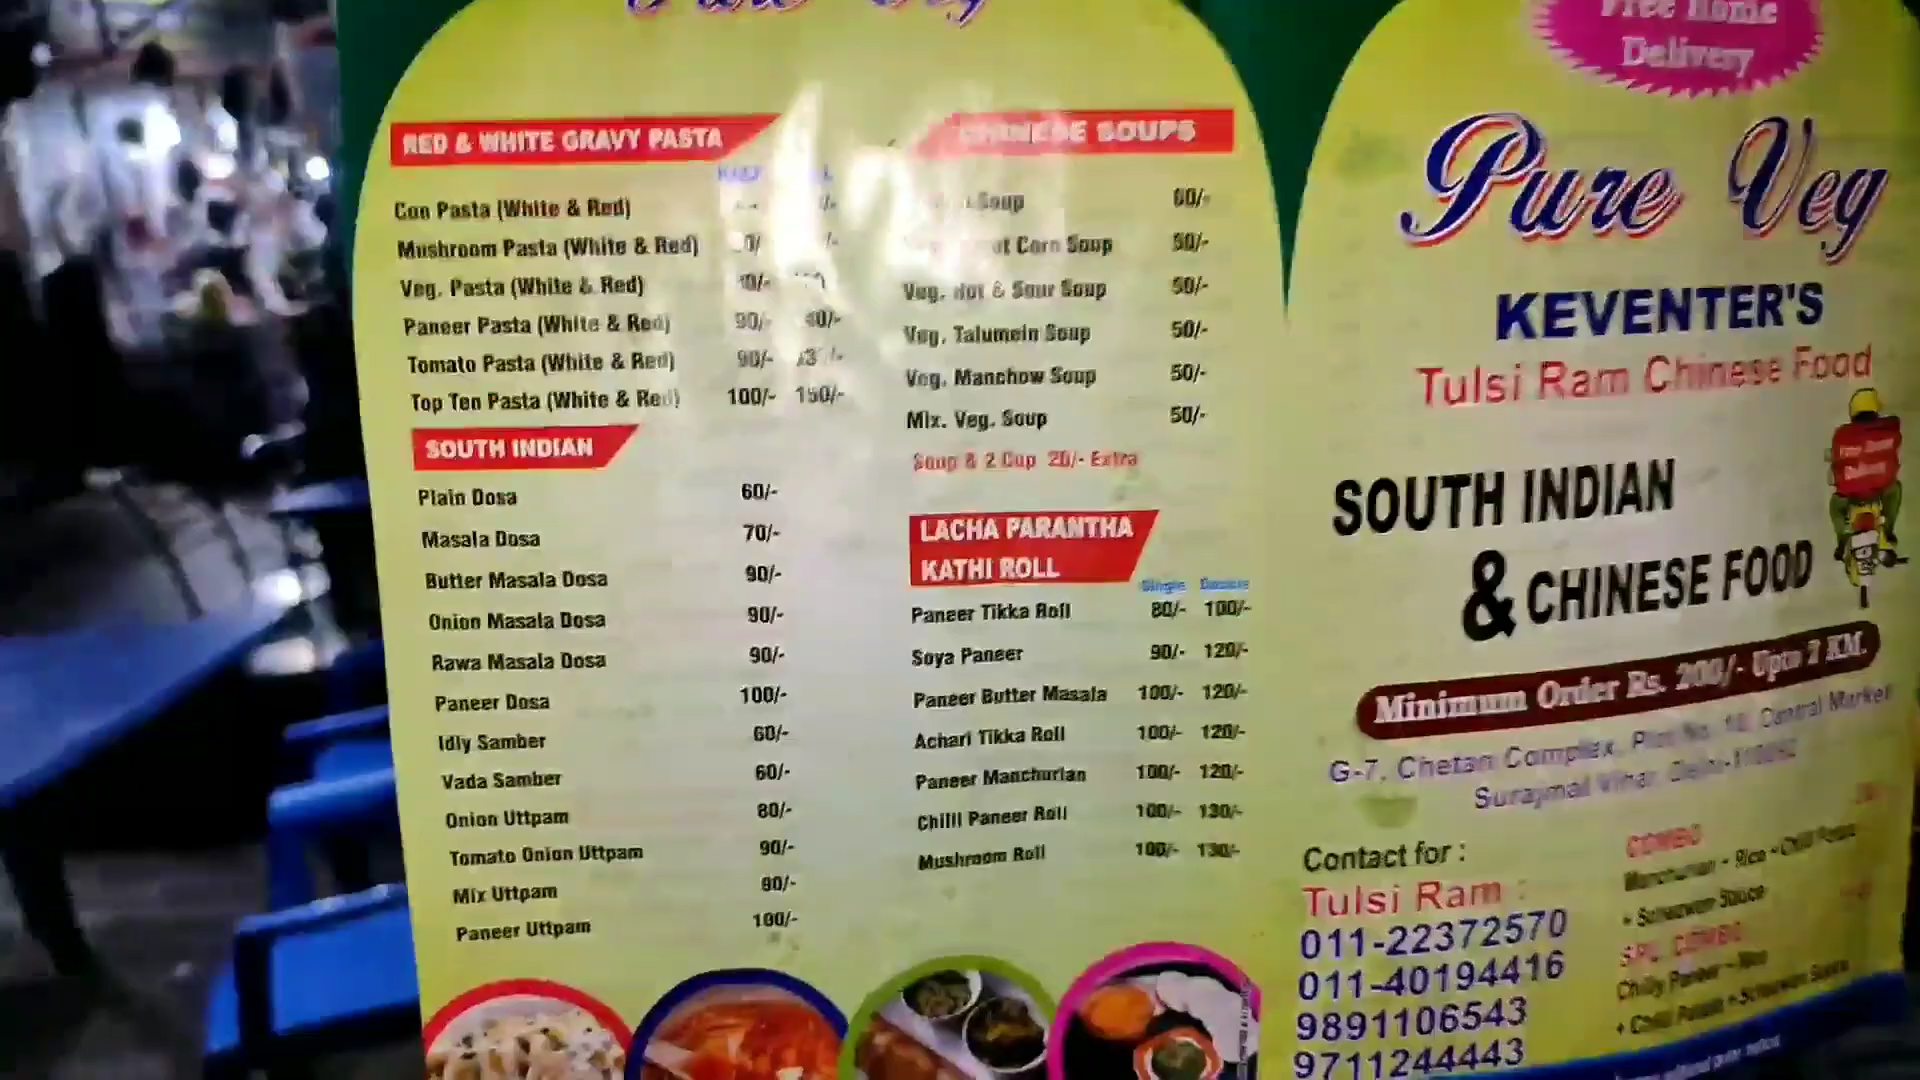 Pure Veg
RED & WHITE GRAVY PASTA
Con Pasta (White & Red)
Mushroom Pasta (White & Red)
Veg. Pasta (White & Red)
Paneer Pasta (White & Red) 90/-
Tomato Pasta (White & Red) 90/-
Top Ten Pasta (White & Red) 100/- 150/-
SOUTH INDIAN
Plain Dosa 60/-
Masala Dosa 70/-
Butter Masala Dosa 90/-
Onion Masala Dosa 90/-
Rawa Masala Dosa 90/-
Paneer Dosa 100/-
Idly Samber 60/-
Vada Samber 60/-
Onion Uttpam 80/-
Tomato Onion Uttpam 90/-
Mix Uttpam 90/-
Paneer Uttpam 100/-
CHINESE SOUPS
Soup 60/-
Corn Soup 50/-
Veg. Hot & Sour Soup 50/-
Veg. Talumein Soup 50/-
Veg. Manchow Soup 50/-
Mix. Veg. Soup 50/-
Soup & 2 Cup 20/- Extra
LACHA PARANTHA
KATHI ROLL
Single Double
Paneer Tikka Roll 80/- 100/-
Soya Paneer 90/- 120/-
Paneer Butter Masala 100/- 120/-
Achari Tikka Roll 100/- 120/-
Paneer Manchurian 100/- 120/-
Chilli Paneer Roll 100/- 130/-
Mushroom Roll 100/- 130/-
Free Home
Delivery
Pure Veg
KEVENTER'S
Tulsi Ram Chinese Food
SOUTH INDIAN
& CHINESE FOOD
Free Home
Delivery
Minimum Order Rs. 200/- Upto 7 KM.
G-7, Chetan Complex, Plot No. 10, Central Market
Surajmal Vihar, Delhi-110092
Contact for :
Tulsi Ram :
011-22372570
011-40194416
9891106543
9711244443
COMBO
Manchurian + Rice + Chilli Potato
+ Schezwan Sauce
SPL. COMBO
Chilly Paneer + Rice
+ Chilli Potato + Schezwan Sauce